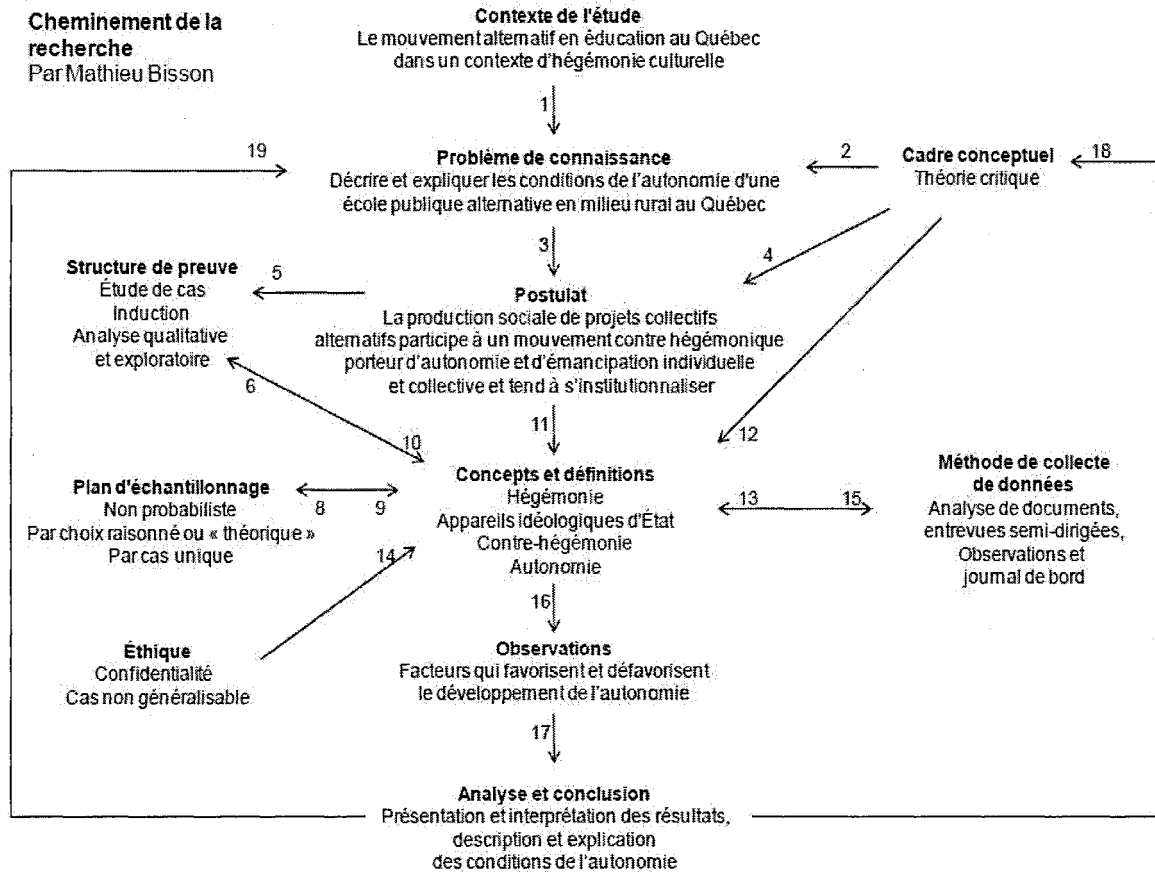 Cheminement de la
recherche
Par Mathieu Bisson
Contexte de l'étude
Le mouvement alternatif en éducation au Québec
dans un contexte d'hégémonie culturelle
1
19
Problème de connaissance
Décrire et expliquer les conditions de l'autonomie d'une
école publique alternative en milieu rural au Québec
2
Cadre conceptuel
Théorie critique
18
3
4
Structure de preuve
Étude de cas
Induction
Analyse qualitative
et exploratoire
5
Postulat
La production sociale de projets collectifs
alternatifs participe à un mouvement contre hégémonique
porteur d'autonomie et d'émancipation individuelle
et collective et tend à s'institutionnaliser
6
10
11
12
Plan d'échantillonnage
Non probabiliste
Par choix raisonné ou « théorique »
Par cas unique
8
9
Concepts et définitions
Hégémonie
Appareils idéologiques d'État
Contre-hégémonie
Autonomie
13
15
Méthode de collecte
de données
Analyse de documents,
entrevues semi-dirigées,
Observations et
journal de bord
14
16
Éthique
Confidentialité
Cas non généralisable
Observations
Facteurs qui favorisent et défavorisent
le développement de l'autonomie
17
Analyse et conclusion
Présentation et interprétation des résultats,
description et explication
des conditions de l'autonomie